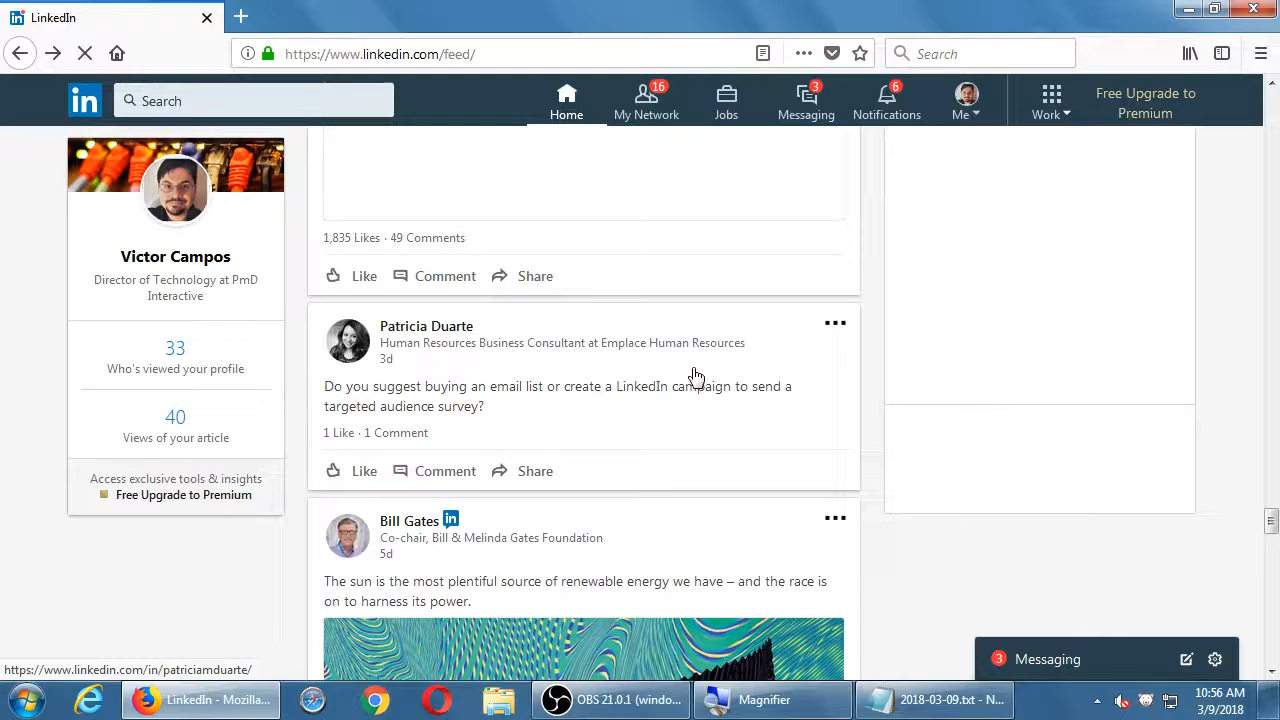 LinkedIn
https://www.linkedin.com/feed/
Search
in
Search
Home
16
My Network
Jobs
3
Messaging
6
Notifications
Me
Work
Free Upgrade to
Premium
Victor Campos
Director of Technology at PmD
Interactive
33
Who's viewed your profile
40
Views of your article
Access exclusive tools & insights
Free Upgrade to Premium
1,835 Likes · 49 Comments
Like Comment Share
Patricia Duarte
Human Resources Business Consultant at Emplace Human Resources
3d
Do you suggest buying an email list or create a LinkedIn campaign to send a
targeted audience survey?
1 Like · 1 Comment
Like Comment Share
Bill Gates in
Co-chair, Bill & Melinda Gates Foundation
5d
The sun is the most plentiful source of renewable energy we have – and the race is
on to harness its power.
3 Messaging
https://www.linkedin.com/in/patriciamduarte/
LinkedIn - Mozilla...
OBS 21.0.1 (windo...
Magnifier
2018-03-09.txt - N...
10:56 AM
3/9/2018